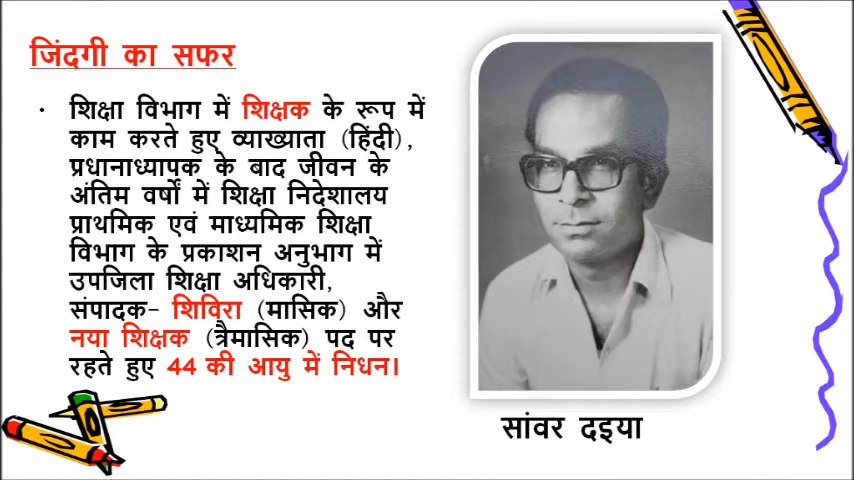 जिंदगी का सफर
• शिक्षा विभाग में शिक्षक के रूप में
काम करते हुए व्याख्याता (हिंदी),
प्रधानाध्यापक के बाद जीवन के
अंतिम वर्षों में शिक्षा निदेशालय
प्राथमिक एवं माध्यमिक शिक्षा
विभाग के प्रकाशन अनुभाग में
उपजिला शिक्षा अधिकारी,
संपादक- शिविरा (मासिक) और
नया शिक्षक (त्रैमासिक) पद पर
रहते हुए 44 की आयु में निधन।
सांवर दइया